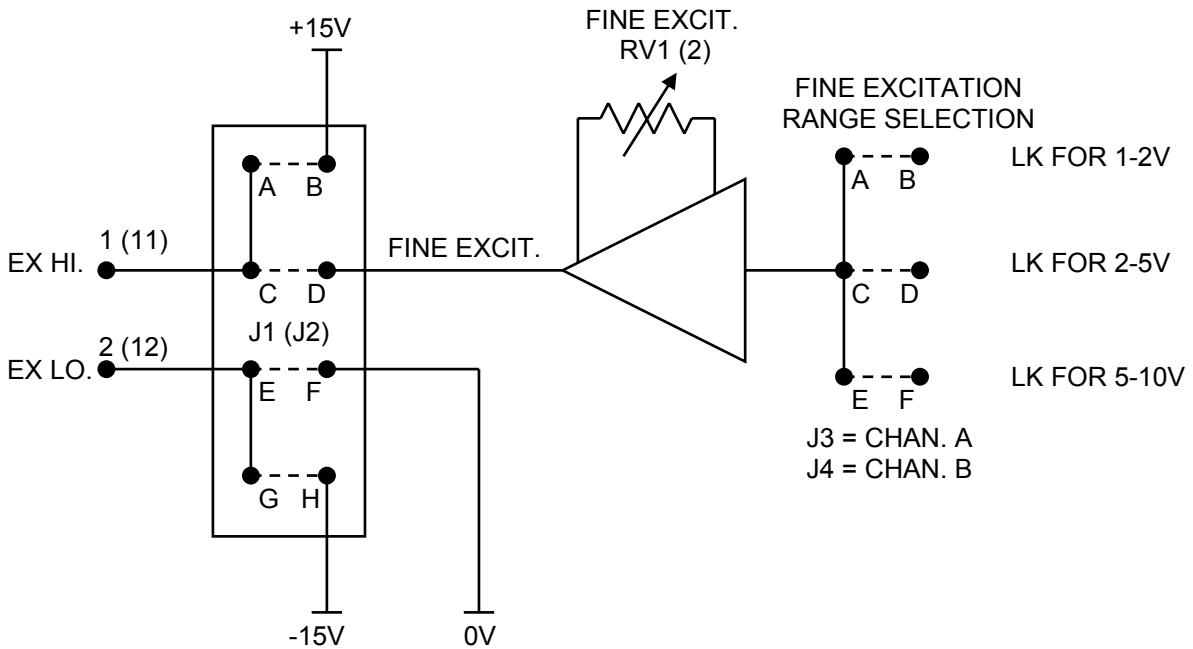 +15V
FINE EXCIT.
RV1 (2)
FINE EXCITATION
RANGE SELECTION
A B
A B
LK FOR 1-2V
1 (11)
EX HI.
FINE EXCIT.
C D
C D
LK FOR 2-5V
J1 (J2)
2 (12)
EX LO.
E F
E F
LK FOR 5-10V
J3 = CHAN. A
J4 = CHAN. B
G H
-15V
0V